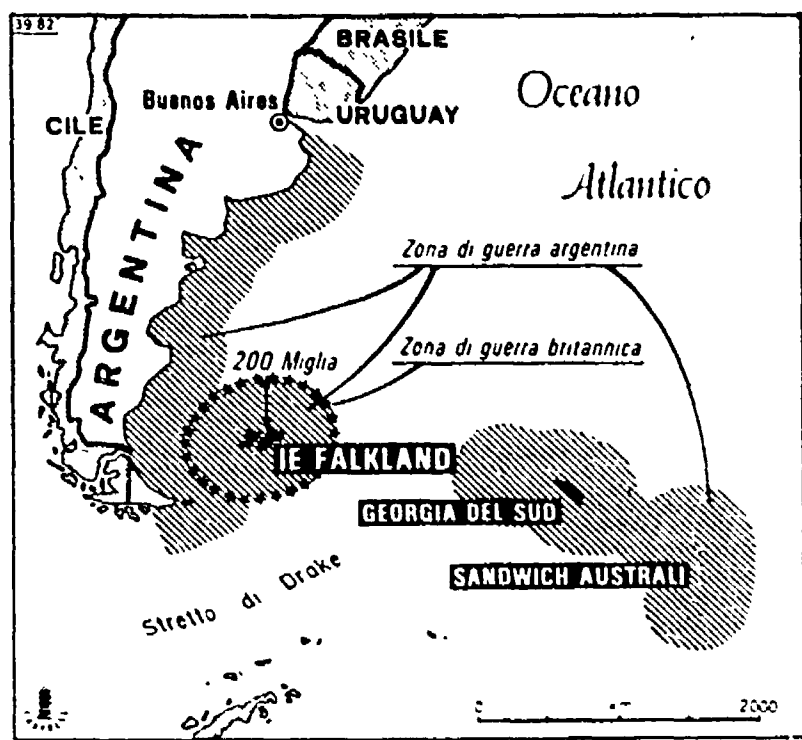 39 82
BRASILE
Oceano
Buenos Aires
URUGUAY
CILE
Atlantico
ARGENTINA
Zona di guerra argentina
200 Miglia
Zona di guerra britannica
IE FALKLAND
GEORGIA DEL SUD
SANDWICH AUSTRALI
Stretto di Drake
0 2000